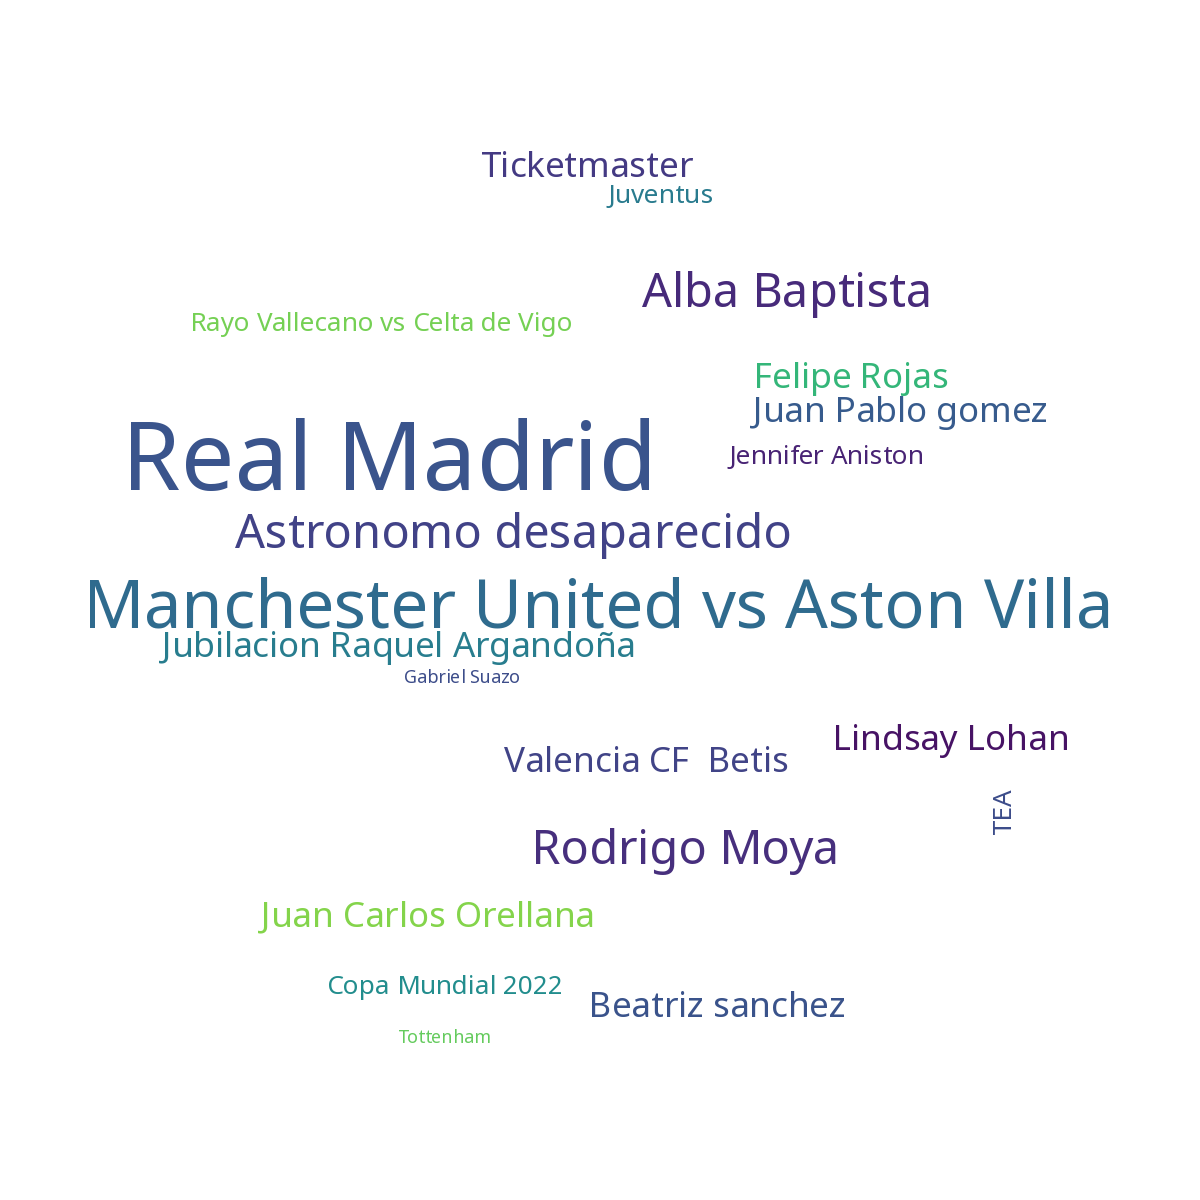 Ticketmaster
Juventus
Alba Baptista
Rayo Vallecano vs Celta de Vigo
Felipe Rojas
Juan Pablo gomez
Real Madrid
Jennifer Aniston
Astronomo desaparecido
Manchester United vs Aston Villa
Jubilacion Raquel Argandoña
Gabriel Suazo
Lindsay Lohan
Valencia CF  Betis
TEA
Rodrigo Moya
Juan Carlos Orellana
Copa Mundial 2022
Beatriz sanchez
Tottenham